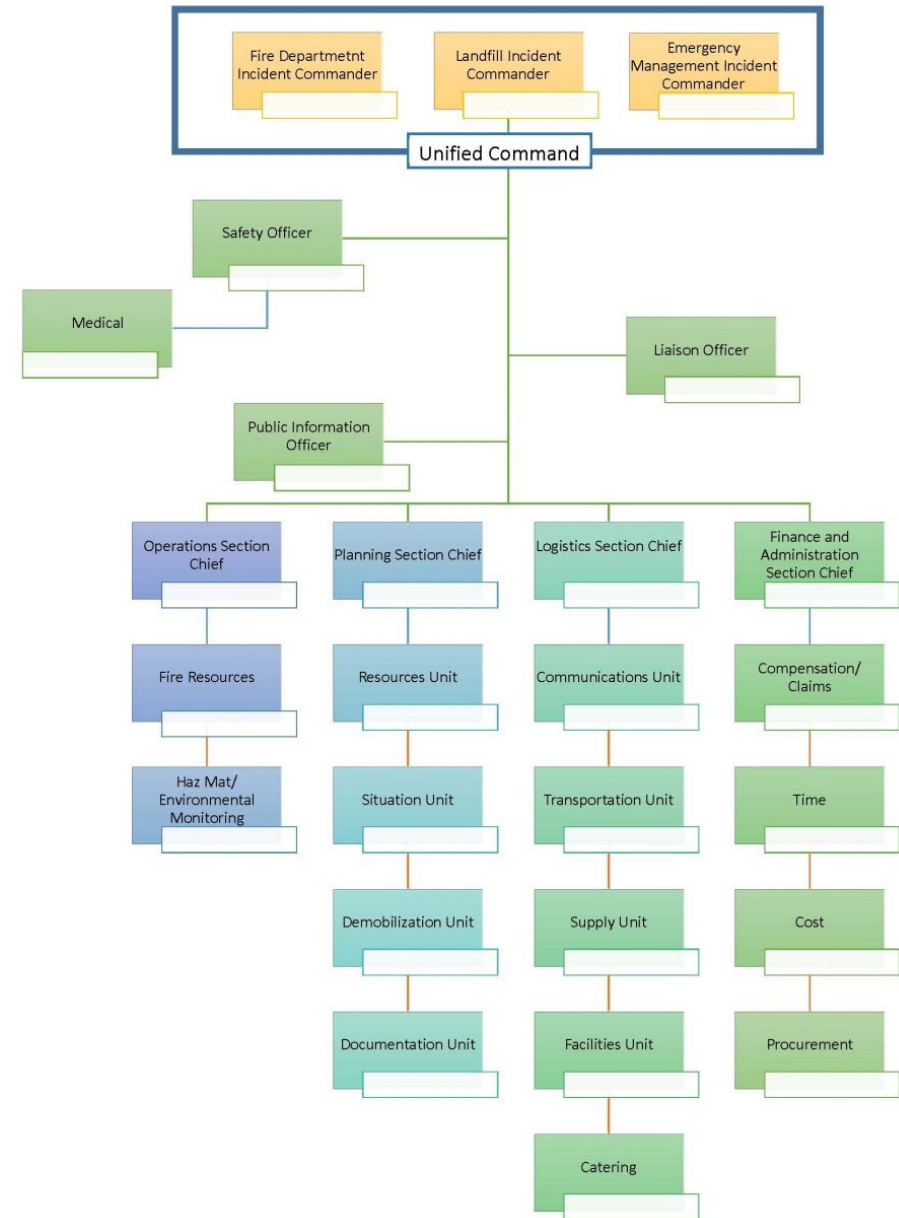 Fire Departmetnt
Incident Commander
Landfill Incident
Commander
Emergency
Management Incident
Commander
Unified Command
Safety Officer
Medical
Liaison Officer
Public Information
Officer
Operations Section
Chief
Planning Section Chief
Logistics Section Chief
Finance and
Administration
Section Chief
Fire Resources
Resources Unit
Communications Unit
Compensation/
Claims
Haz Mat/
Environmental
Monitoring
Situation Unit
Transportation Unit
Time
Demobilization Unit
Supply Unit
Cost
Documentation Unit
Facilities Unit
Procurement
Catering